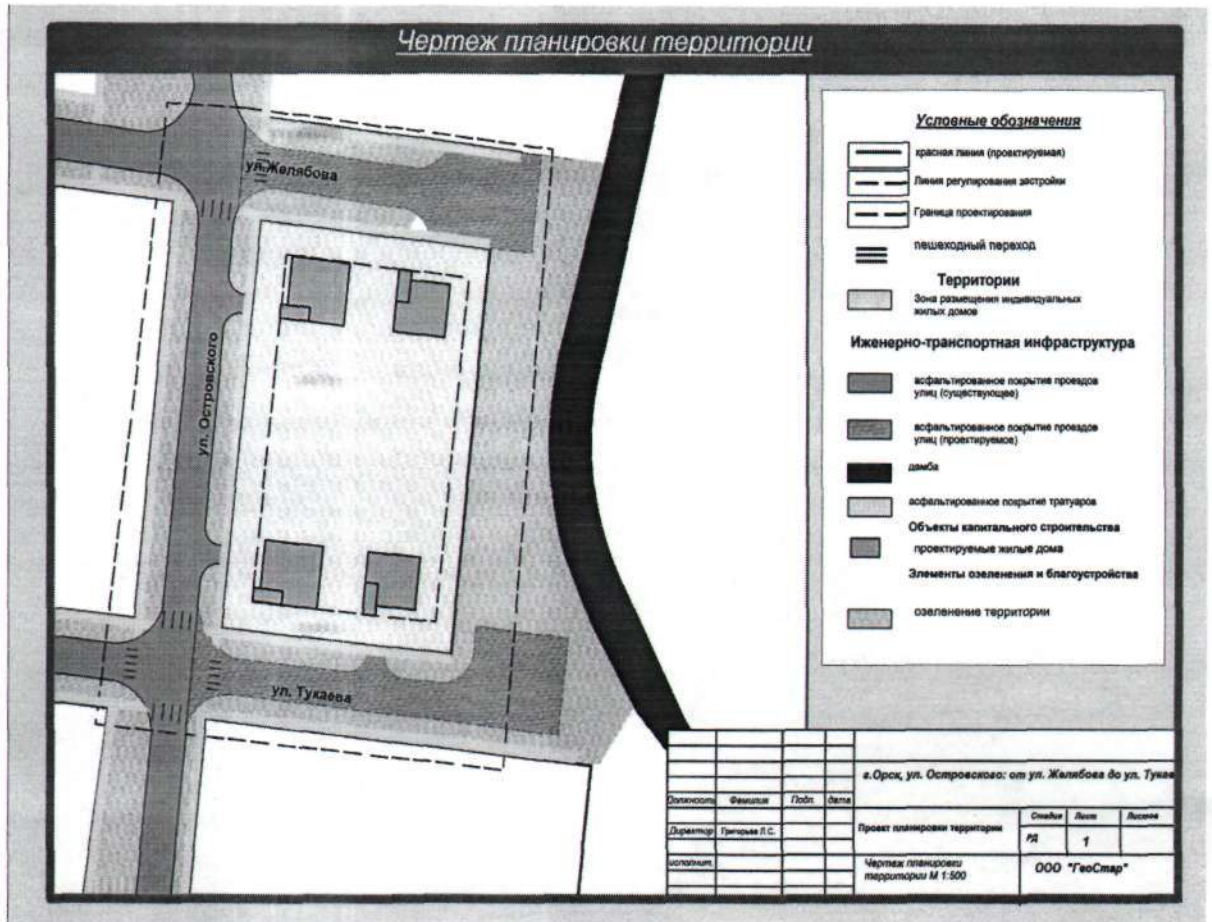 Чертеж планировки территории
ул.Желябова
ул. Островского
ул. Тукаева
Условные обозначения
красная линия (проектируемая)
Линия регулирования застройки
Граница проектирования
пешеходный переход
Территории
Зона размещения индивидуальных
жилых домов
Иженерно-транспортная инфраструктура
асфальтированное покрытие проездов
улиц (существующее)
асфальтированное покрытие проездов
улиц (проектируемое)
дамба
асфальтированное покрытие тратуаров
Объекты капитального строительства
проектируемые жилые дома
Элементы озеленения и благоустройства
озеленение территории
г.Орск, ул. Островского: от ул. Желябова до ул. Тукае
Должность Фамилия Подп. дата
Директор Григорьев Л.С.
Проект планировки территории
Стадия Лист Листов
РД 1
исполнит.
Чертеж планировки
территории М 1:500
ООО "ГеоСтар"